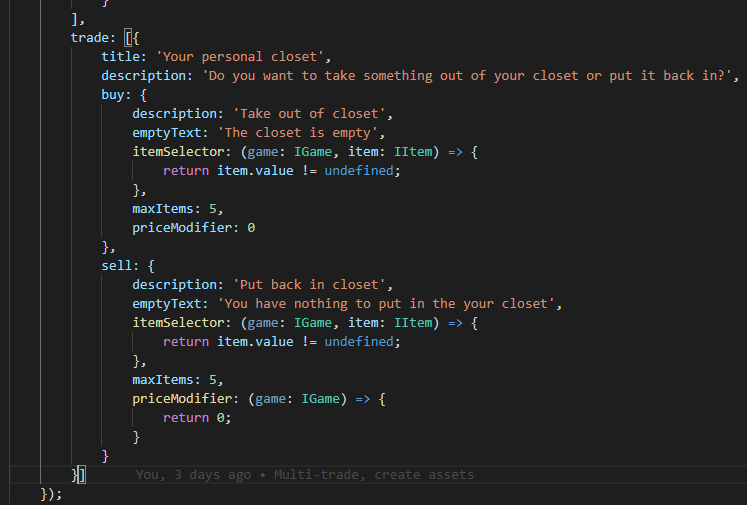 }
],
trade: [{
title: 'Your personal closet',
description: 'Do you want to take something out of your closet or put it back in?',
buy: {
description: 'Take out of closet',
emptyText: 'The closet is empty',
itemSelector: (game: IGame, item: IItem) => {
return item.value != undefined;
},
maxItems: 5,
priceModifier: 0
},
sell: {
description: 'Put back in closet',
emptyText: 'You have nothing to put in the your closet',
itemSelector: (game: IGame, item: IItem) => {
return item.value != undefined;
},
maxItems: 5,
priceModifier: (game: IGame) => {
return 0;
}
}
}] You, 3 days ago • Multi-trade, create assets
});